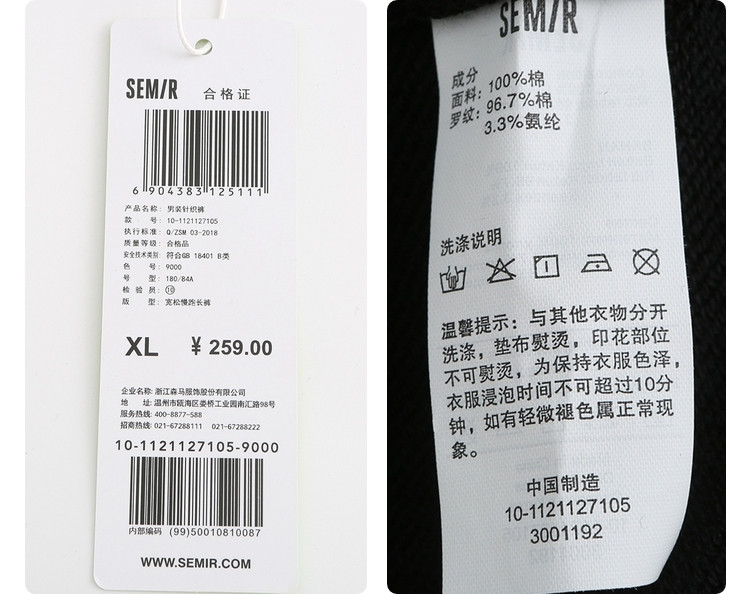 SEM/R 合格证
6 904383 125111
产品名称: 男装针织裤
款 号: 10-1121127105
执行标准: Q/ZSM 03-2018
质量等级: 合格品
安全技术类别: 符合GB 18401 B类
色 号: 9000
号 型: 180/84A
检 验 员: ⑩
版 型: 宽松慢跑长裤
XL ¥ 259.00
企业名称: 浙江森马服饰股份有限公司
地 址: 温州市瓯海区娄桥工业园南汇路98号
服务热线: 400-8877-588
招商热线: 021-67288111 021-67288222
10-1121127105-9000
内部编码 (99)50010810087
WWW.SEMIR.COM
SEM/R
成分
面料: 100%棉
罗纹: 96.7%棉
3.3%氨纶
洗涤说明
温馨提示: 与其他衣物分开
洗涤, 垫布熨烫, 印花部位
不可熨烫, 为保持衣服色泽,
衣服浸泡时间不可超过10分
钟, 如有轻微褪色属正常现
象。
中国制造
10-1121127105
3001192